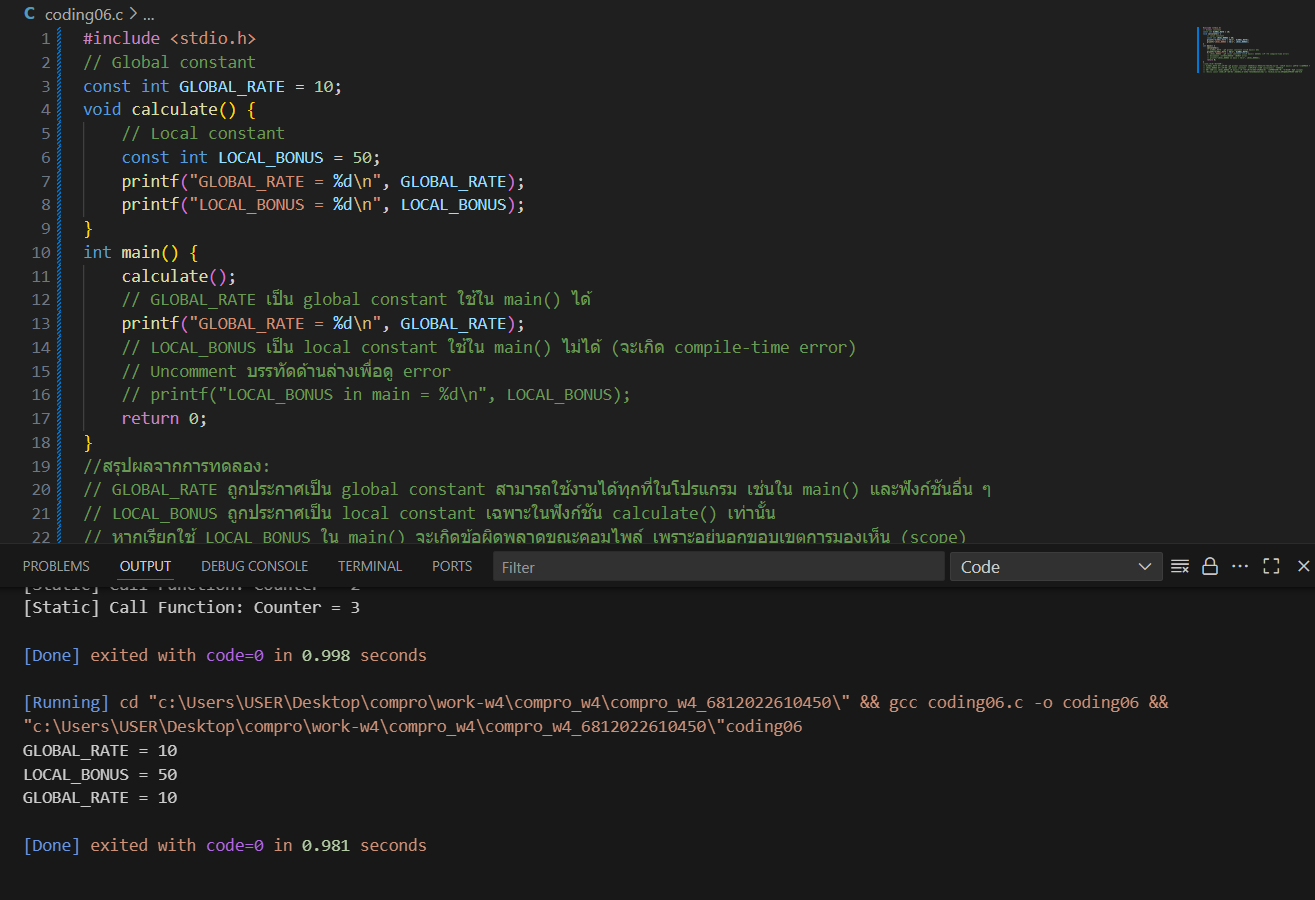 C coding06.c > ...
1 #include <stdio.h>
2 // Global constant
3 const int GLOBAL_RATE = 10;
4 void calculate() {
5 // Local constant
6 const int LOCAL_BONUS = 50;
7 printf("GLOBAL_RATE = %d\n", GLOBAL_RATE);
8 printf("LOCAL_BONUS = %d\n", LOCAL_BONUS);
9 }
10 int main() {
11 calculate();
12 // GLOBAL_RATE เป็น global constant ใช้ใน main() ได้
13 printf("GLOBAL_RATE = %d\n", GLOBAL_RATE);
14 // LOCAL_BONUS เป็น local constant ใช้ใน main() ไม่ได้ (จะเกิด compile-time error)
15 // Uncomment บรรทัดด้านล่างเพื่อดู error
16 // printf("LOCAL_BONUS in main = %d\n", LOCAL_BONUS);
17 return 0;
18 }
19 //สรุปผลจากการทดลอง:
20 // GLOBAL_RATE ถูกประกาศเป็น global constant สามารถใช้งานได้ทุกที่ในโปรแกรม เช่นใน main() และฟังก์ชันอื่น ๆ
21 // LOCAL_BONUS ถูกประกาศเป็น local constant เฉพาะในฟังก์ชัน calculate() เท่านั้น
22 // หากเรียกใช้ LOCAL_BONUS ใน main() จะเกิดข้อผิดพลาดขณะคอมไพล์ เพราะอยู่นอกขอบเขตการมองเห็น (scope)
PROBLEMS OUTPUT DEBUG CONSOLE TERMINAL PORTS Filter Code
[Static] Call Function: Counter = 2
[Static] Call Function: Counter = 3
[Done] exited with code=0 in 0.998 seconds
[Running] cd "c:\Users\USER\Desktop\compro\work-w4\compro_w4\compro_w4_6812022610450\" && gcc coding06.c -o coding06 &&
"c:\Users\USER\Desktop\compro\work-w4\compro_w4\compro_w4_6812022610450\"coding06
GLOBAL_RATE = 10
LOCAL_BONUS = 50
GLOBAL_RATE = 10
[Done] exited with code=0 in 0.981 seconds